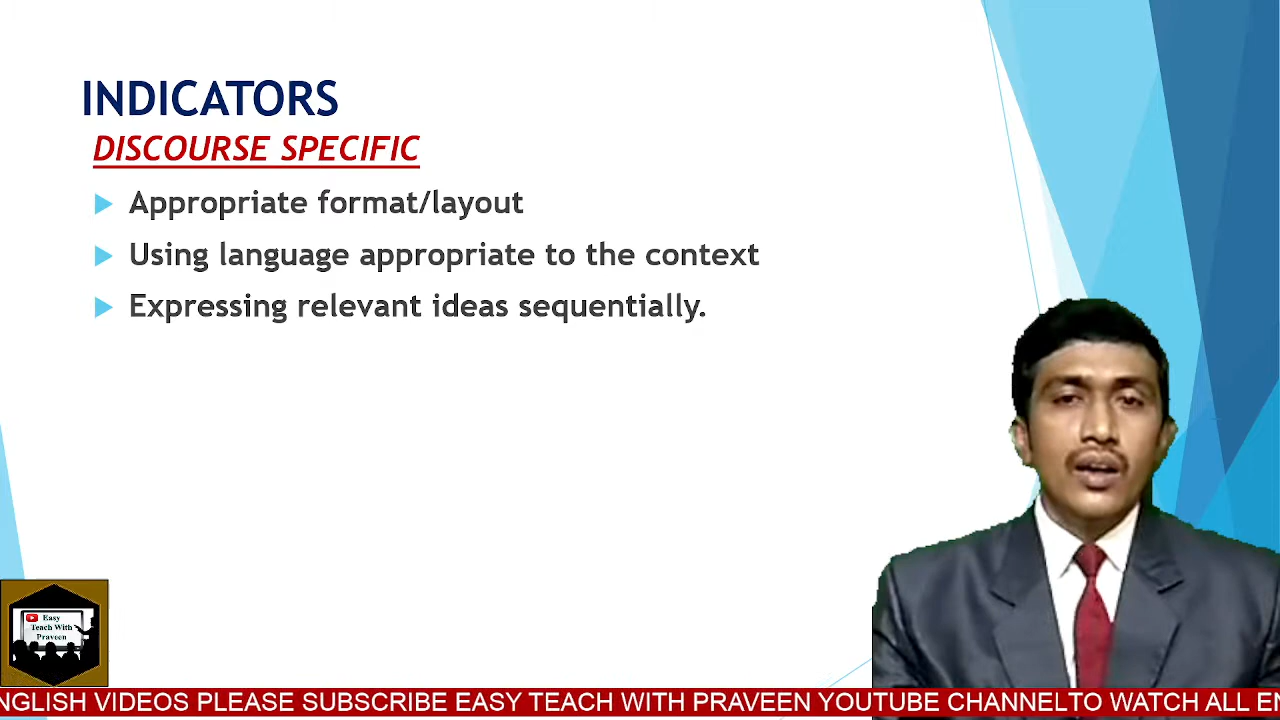 INDICATORS
DISCOURSE SPECIFIC
Appropriate format/layout
Using language appropriate to the context
Expressing relevant ideas sequentially.
Easy
Teach With
Praveen
NGLISH VIDEOS PLEASE SUBSCRIBE EASY TEACH WITH PRAVEEN YOUTUBE CHANNELTO WATCH ALL EN